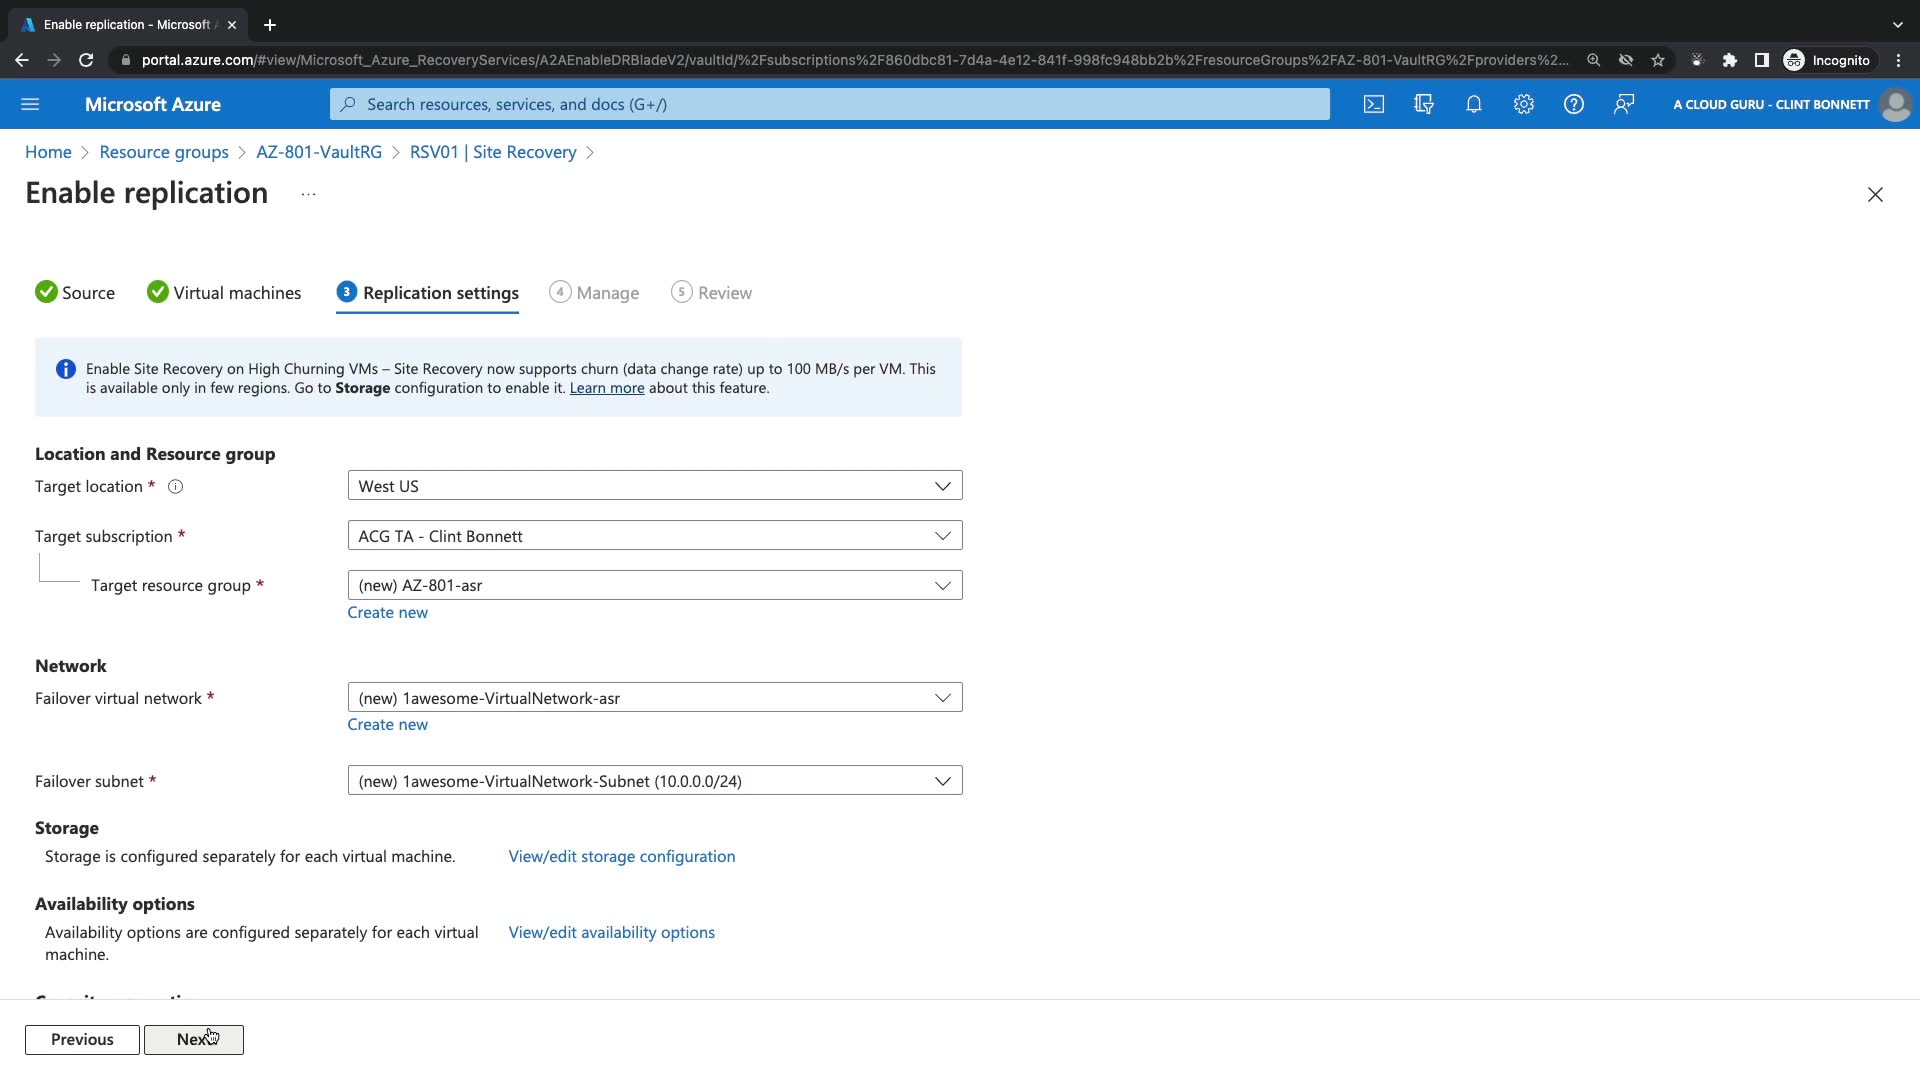 Enable replication - Microsoft A
portal.azure.com/#view/Microsoft_Azure_RecoveryServices/A2AEnableDRBladeV2/vaultId/%2Fsubscriptions%2F860dbc81-7d4a-4e12-841f-998fc948bb2b%2FresourceGroups%2FAZ-801-VaultRG%2Fproviders%2...
Incognito
Microsoft Azure
Search resources, services, and docs (G+/)
A CLOUD GURU - CLINT BONNETT
Home > Resource groups > AZ-801-VaultRG > RSV01 | Site Recovery >
Enable replication ...
Source
Virtual machines
3 Replication settings
4 Manage
5 Review
Enable Site Recovery on High Churning VMs – Site Recovery now supports churn (data change rate) up to 100 MB/s per VM. This
is available only in few regions. Go to Storage configuration to enable it. Learn more about this feature.
Location and Resource group
Target location *
West US
Target subscription *
ACG TA - Clint Bonnett
Target resource group *
(new) AZ-801-asr
Create new
Network
Failover virtual network *
(new) 1awesome-VirtualNetwork-asr
Create new
Failover subnet *
(new) 1awesome-VirtualNetwork-Subnet (10.0.0.0/24)
Storage
Storage is configured separately for each virtual machine.
View/edit storage configuration
Availability options
Availability options are configured separately for each virtual
machine.
View/edit availability options
Previous
Next